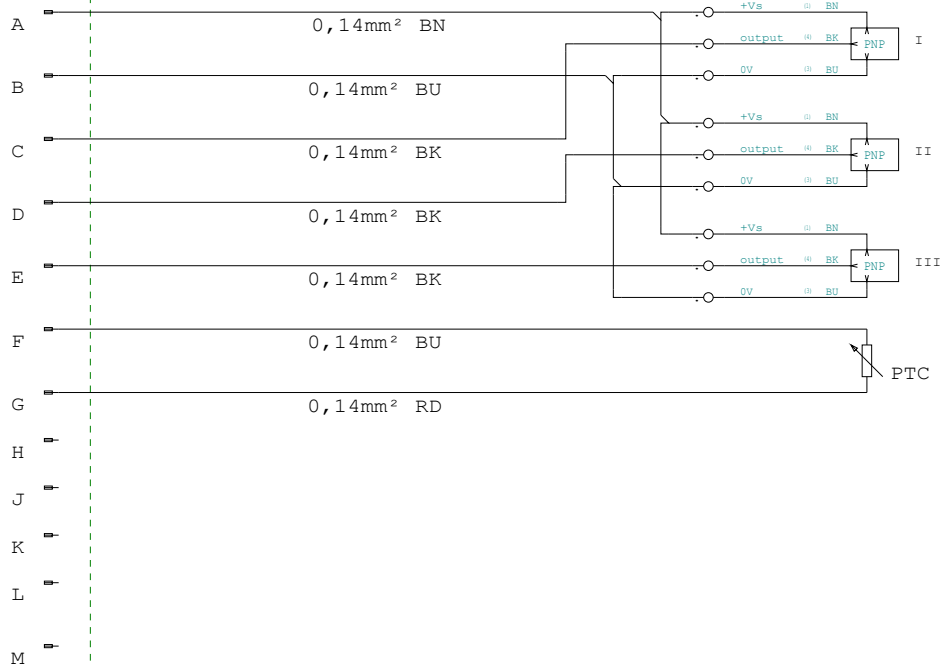 A 0,14mm² BN +Vs (1) BN
output (4) BK PNP I
B 0,14mm² BU 0V (3) BU
+Vs (1) BN
C 0,14mm² BK output (4) BK PNP II
0V (3) BU
D 0,14mm² BK
+Vs (1) BN
E 0,14mm² BK output (4) BK PNP III
0V (3) BU
F 0,14mm² BU
PTC
G 0,14mm² RD
H
J
K
L
M